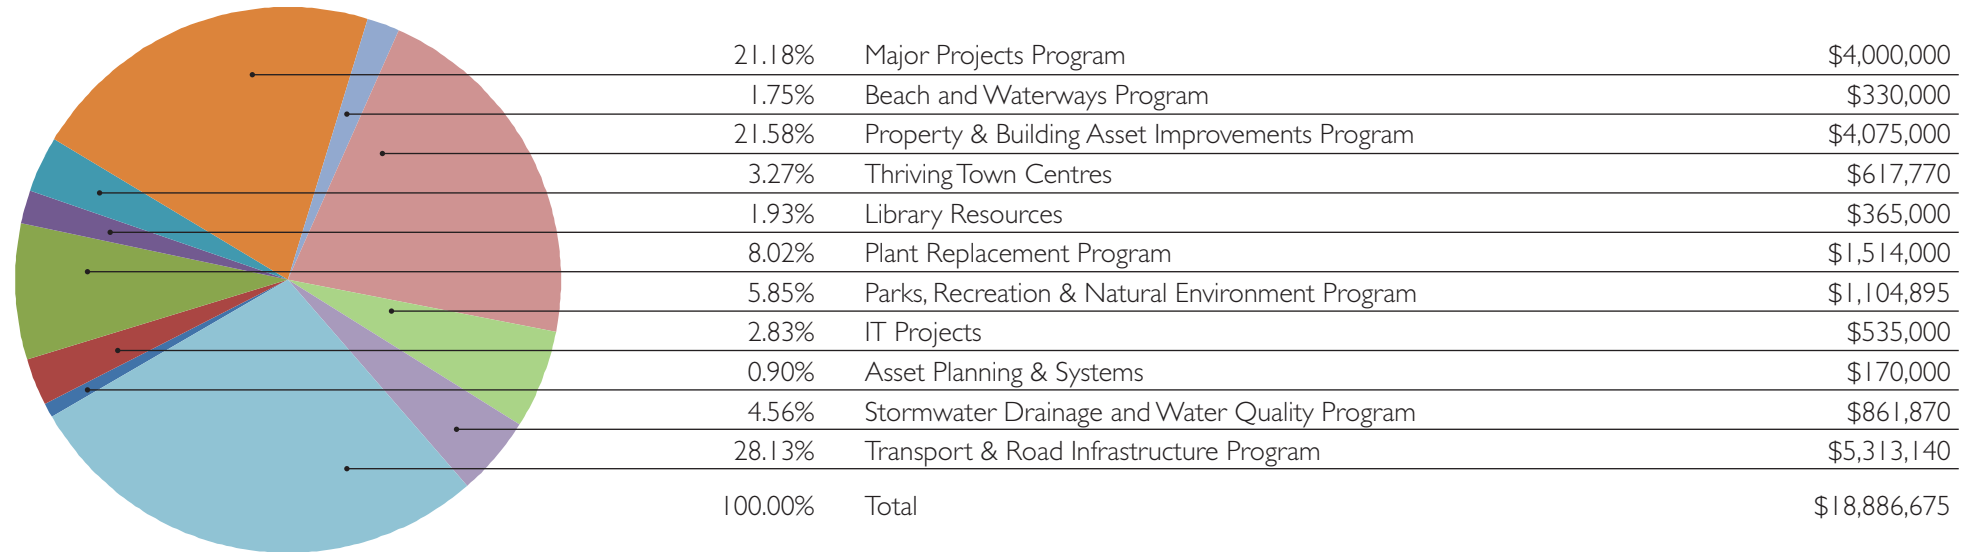 21.18% Major Projects Program $4,000,000
1.75% Beach and Waterways Program $330,000
21.58% Property & Building Asset Improvements Program $4,075,000
3.27% Thriving Town Centres $617,770
1.93% Library Resources $365,000
8.02% Plant Replacement Program $1,514,000
5.85% Parks, Recreation & Natural Environment Program $1,104,895
2.83% IT Projects $535,000
0.90% Asset Planning & Systems $170,000
4.56% Stormwater Drainage and Water Quality Program $861,870
28.13% Transport & Road Infrastructure Program $5,313,140
100.00% Total $18,886,675